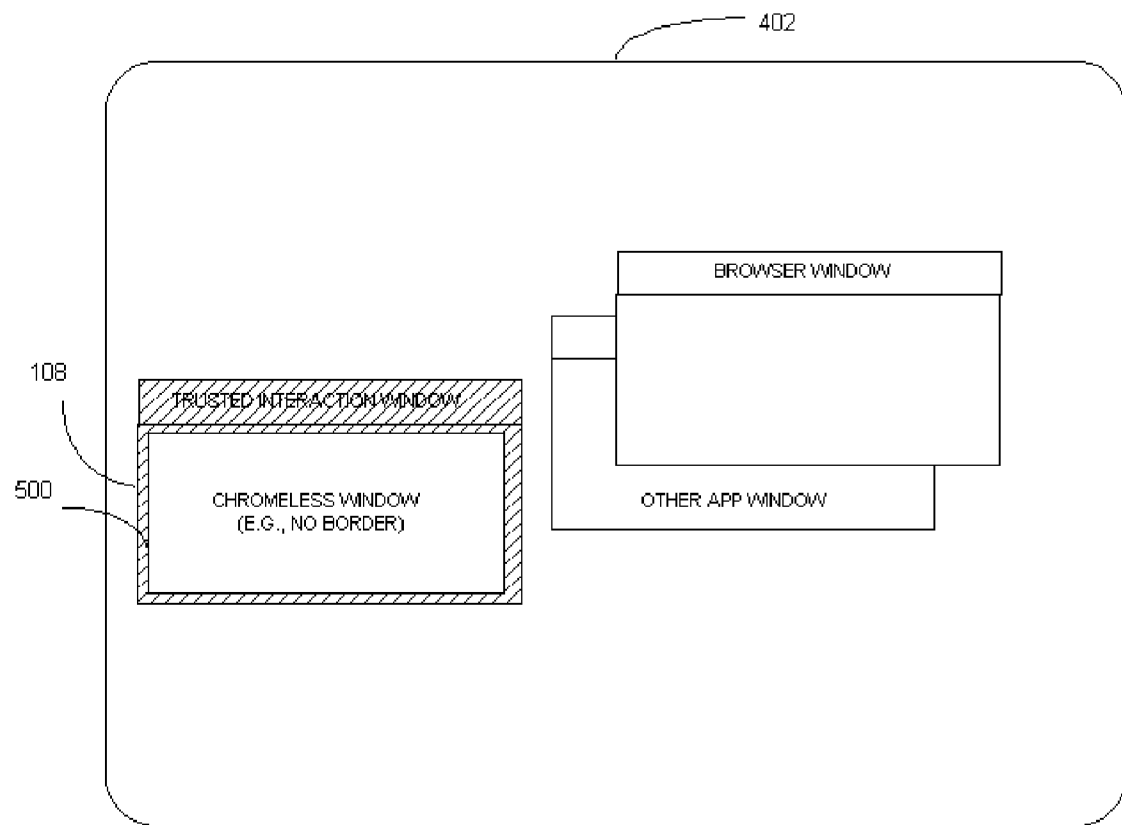 402
BROWSER WINDOW
108
TRUSTED INTERACTION WINDOW
500
CHROMELESS WINDOW
(E.G., NO BORDER)
OTHER APP WINDOW